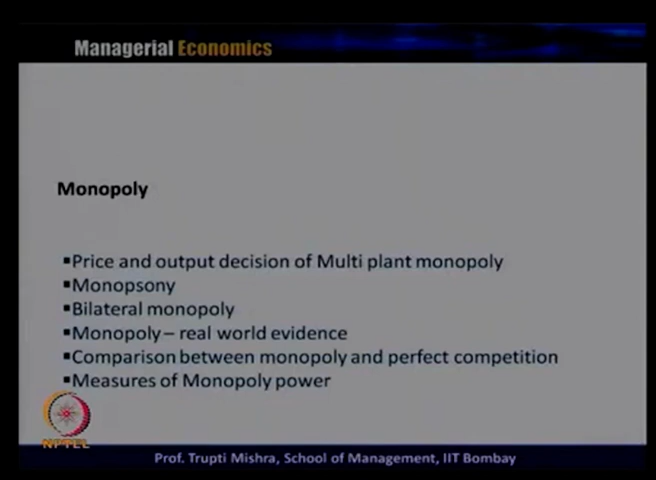 Managerial Economics
Monopoly
▪Price and output decision of Multi plant monopoly
▪Monopsony
▪Bilateral monopoly
▪Monopoly – real world evidence
▪Comparison between monopoly and perfect competition
▪Measures of Monopoly power
NPTEL
Prof. Trupti Mishra, School of Management, IIT Bombay